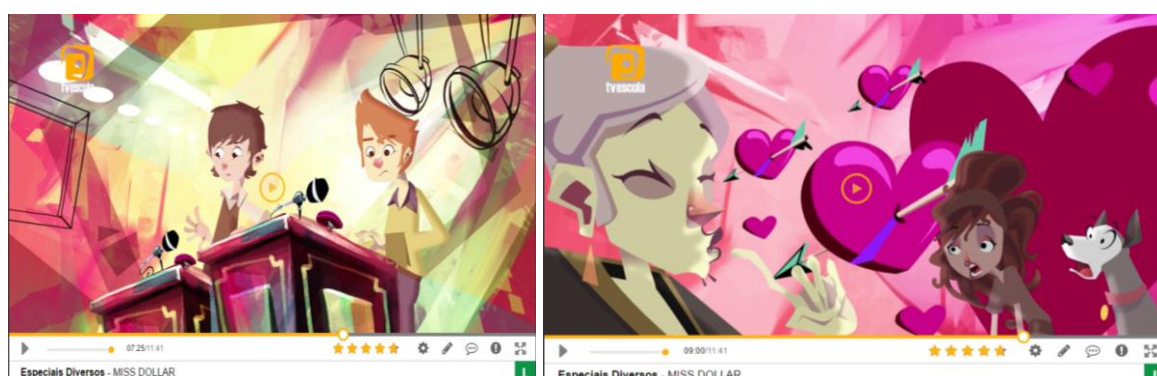 tvescola
07:25/11:41
Especiais Diversos - MISS DOLLAR
L
tvescola
09:00/11:41
Especiais Diversos - MISS DOLLAR